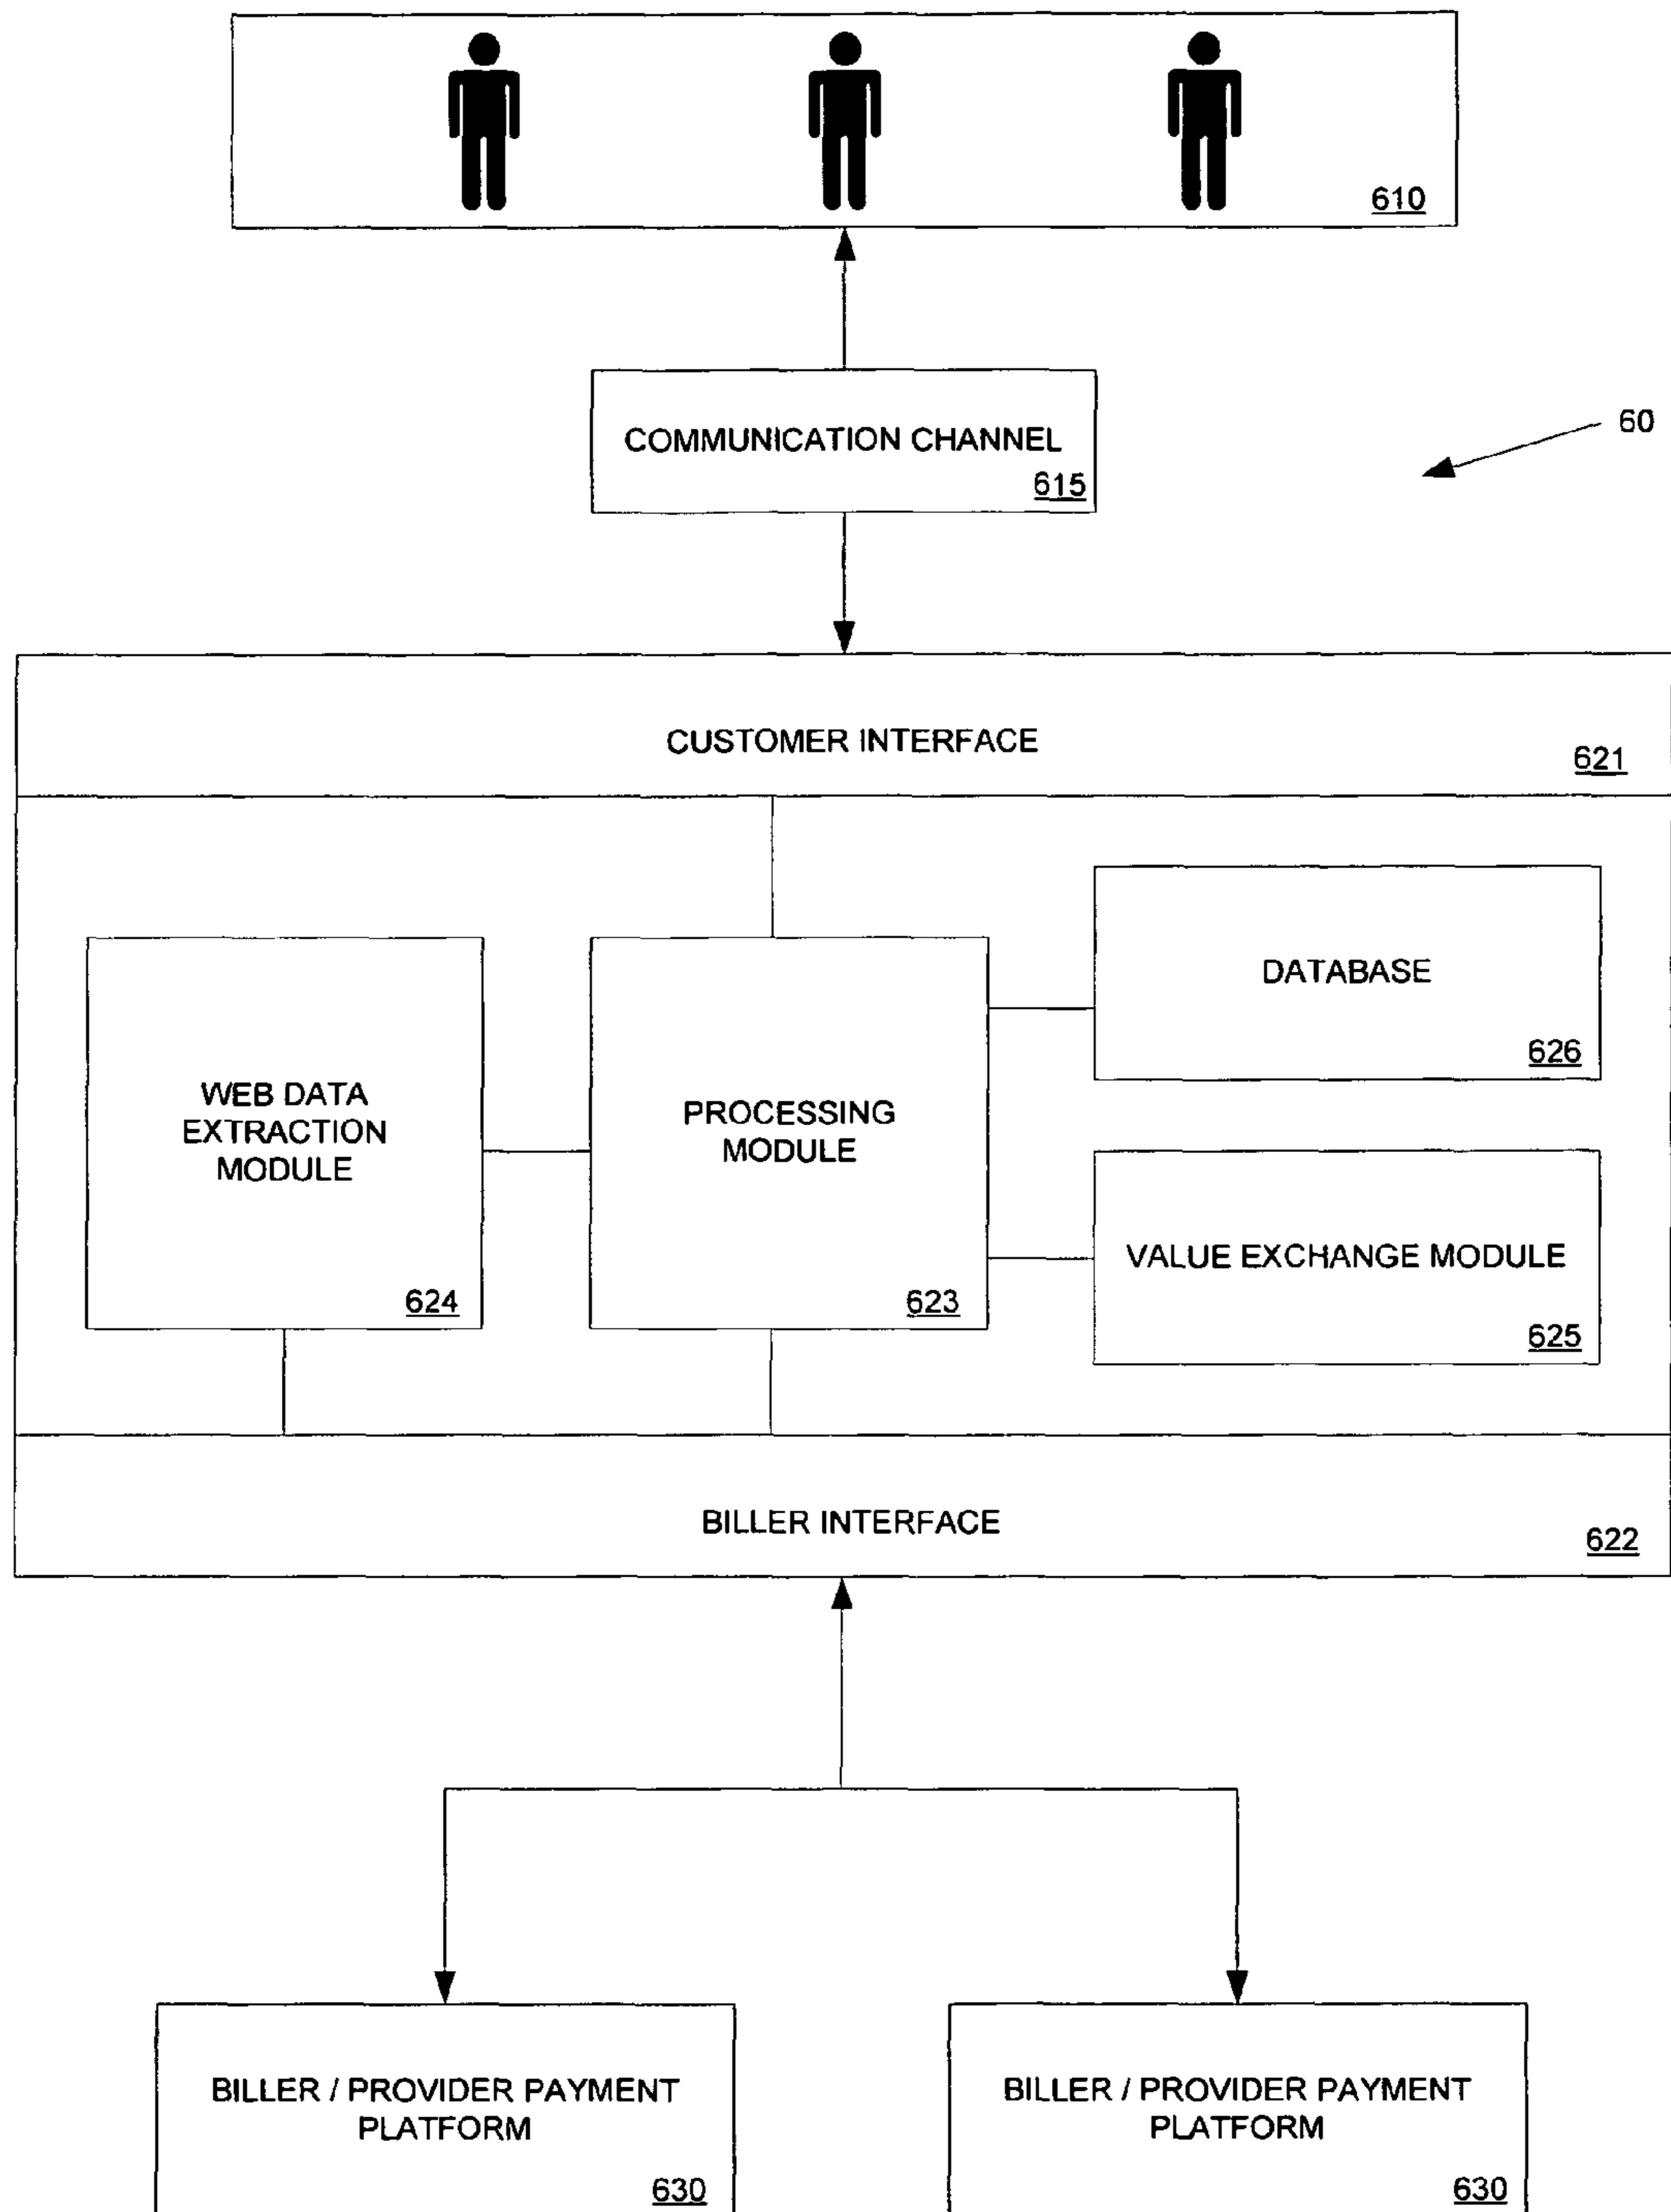 610
COMMUNICATION CHANNEL
615
60
CUSTOMER INTERFACE
621
DATABASE
626
WEB DATA
EXTRACTION
MODULE
624
PROCESSING
MODULE
623
VALUE EXCHANGE MODULE
625
BILLER INTERFACE
622
BILLER / PROVIDER PAYMENT
PLATFORM
630
BILLER / PROVIDER PAYMENT
PLATFORM
630